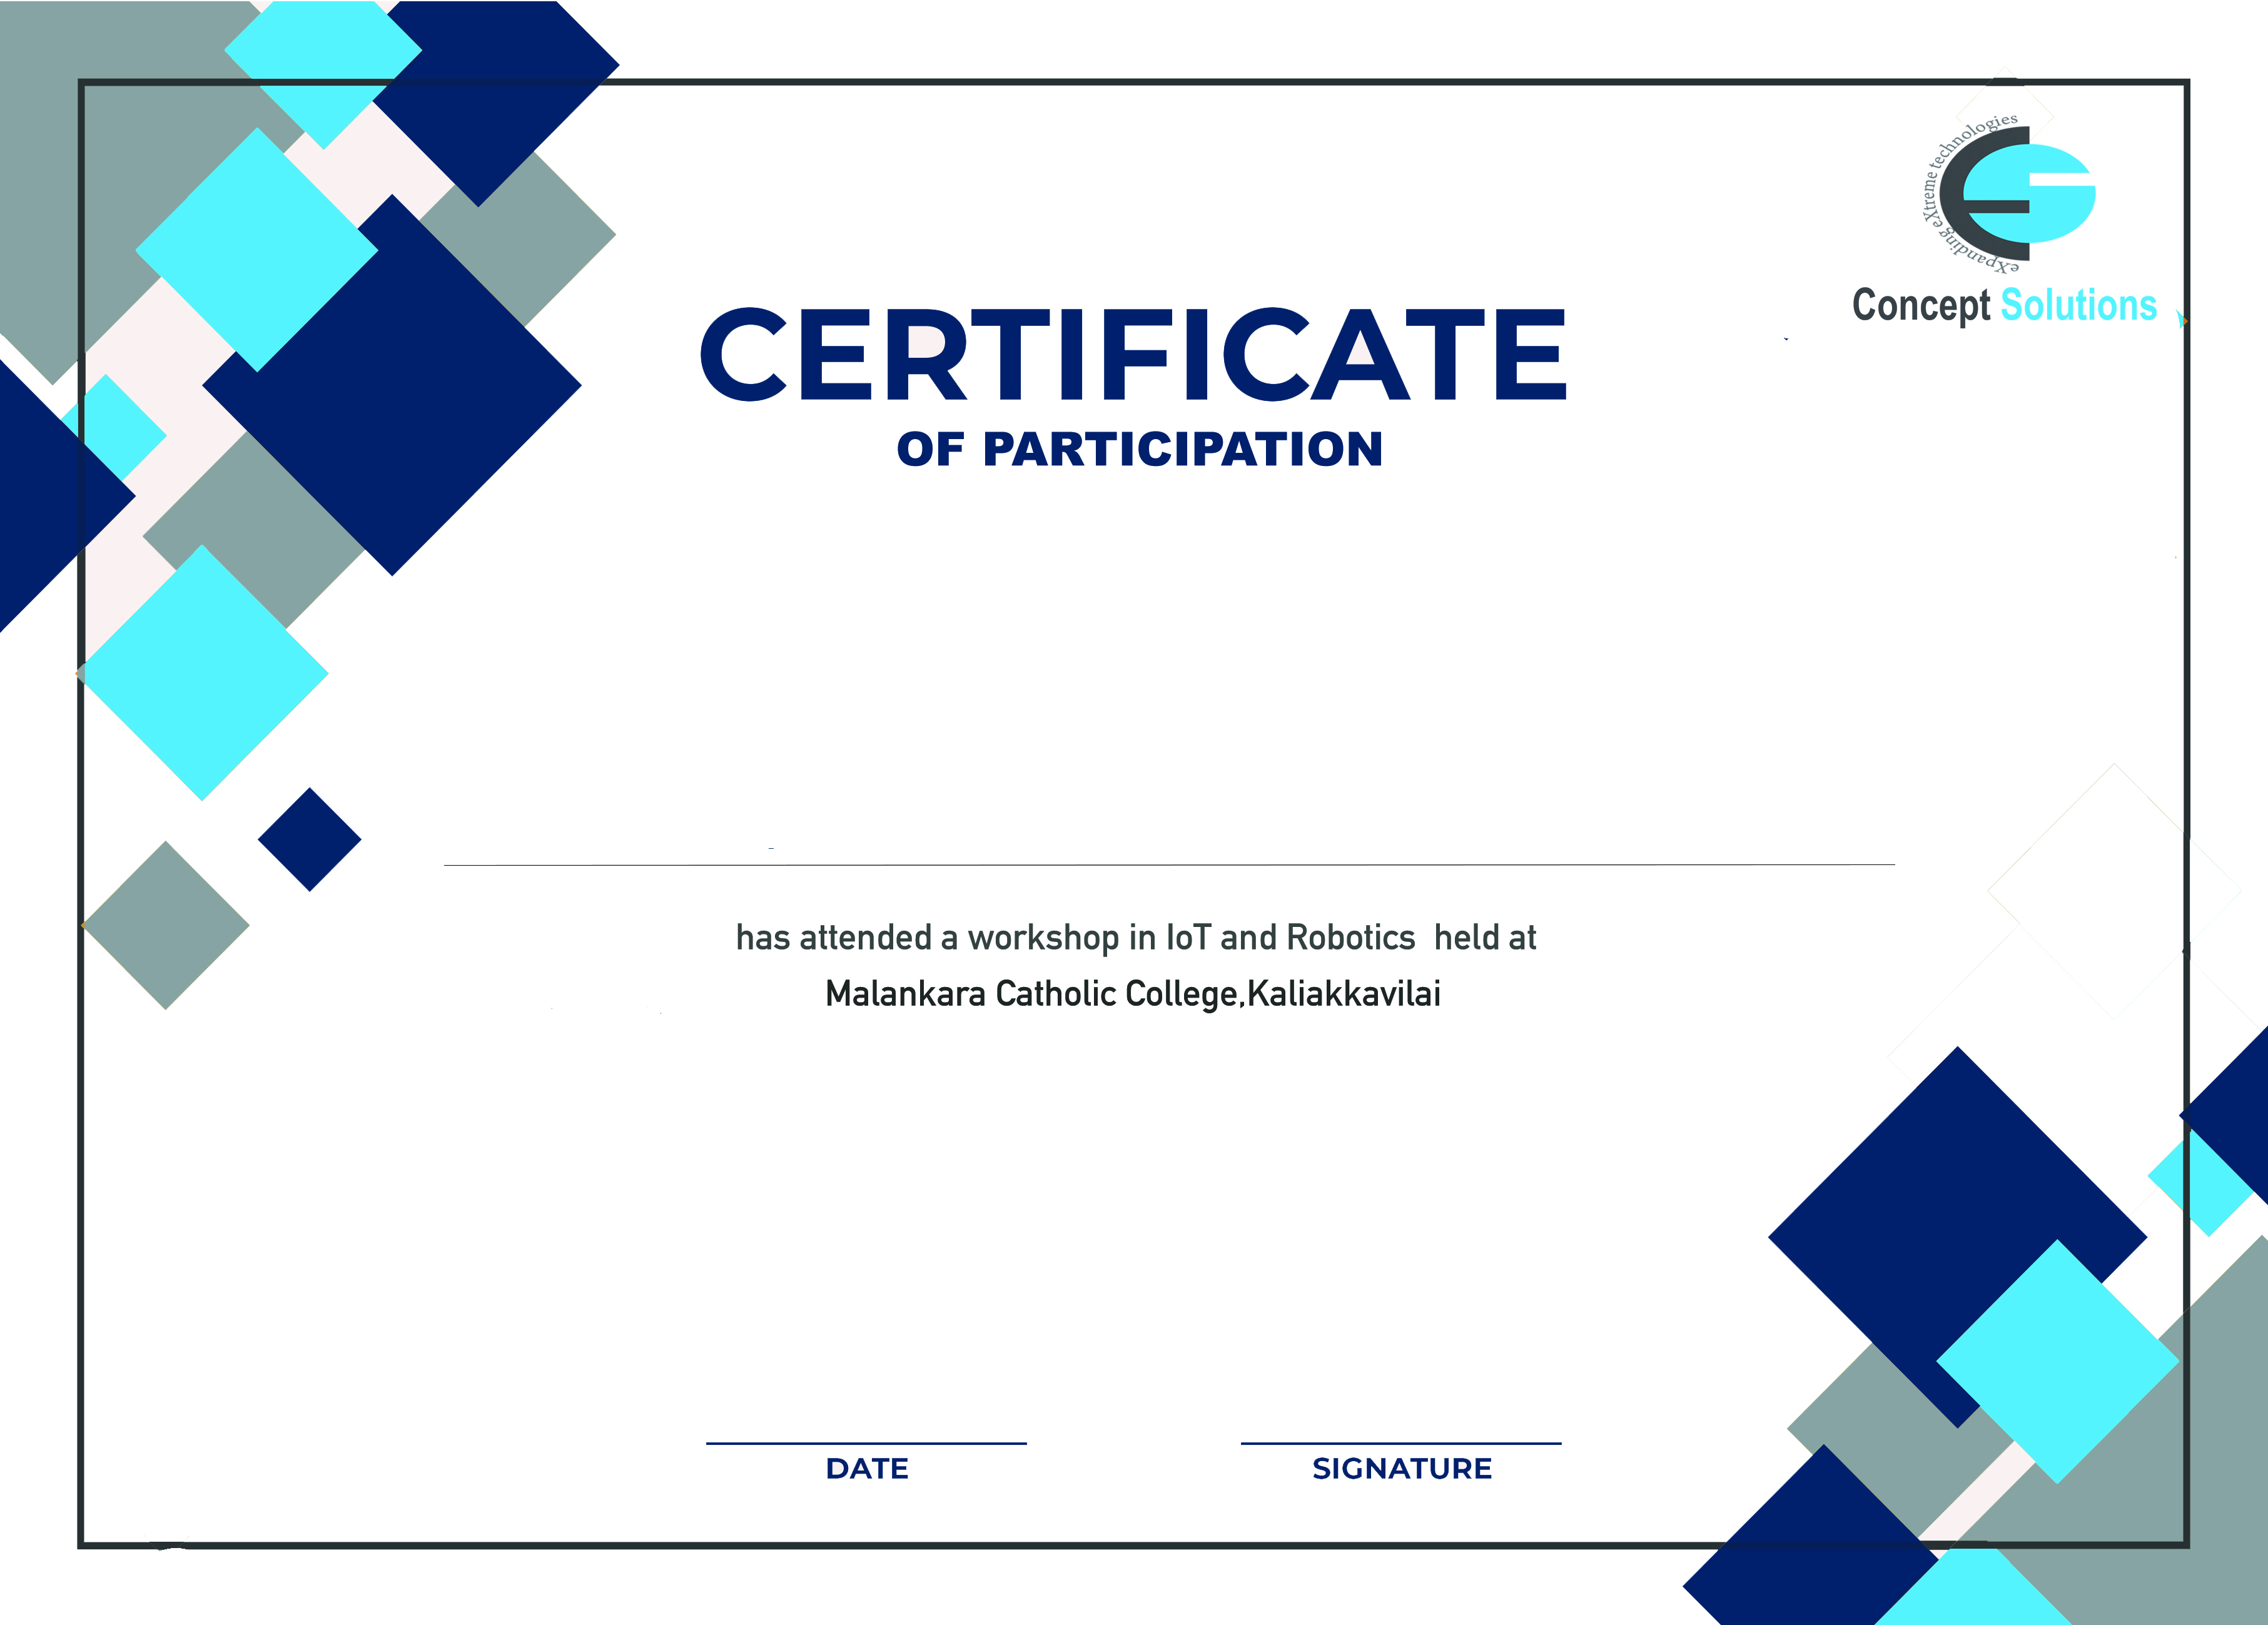 eXpanding eXtreme technologies
Concept Solutions
CERTIFICATE
OF PARTICIPATION
has attended a workshop in IoT and Robotics  held at
Malankara Catholic College,Kaliakkavilai
DATE
SIGNATURE